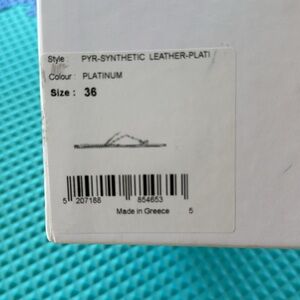 Style : PYR-SYNTHETIC LEATHER-PLATI
Colour : PLATINUM
Size : 36
5 207188 854653
Made in Greece 5